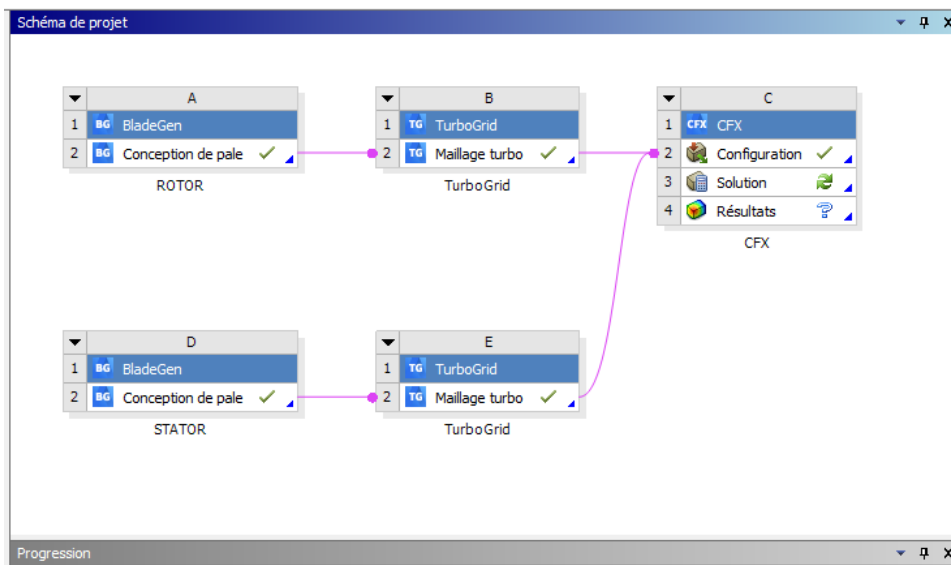 Schéma de projet
A
1 BG BladeGen
2 BG Conception de pale
ROTOR
B
1 TG TurboGrid
2 TG Maillage turbo
TurboGrid
C
1 CFX CFX
2 Configuration
3 Solution
4 Résultats ?
CFX
D
1 BG BladeGen
2 BG Conception de pale
STATOR
E
1 TG TurboGrid
2 TG Maillage turbo
TurboGrid
Progression